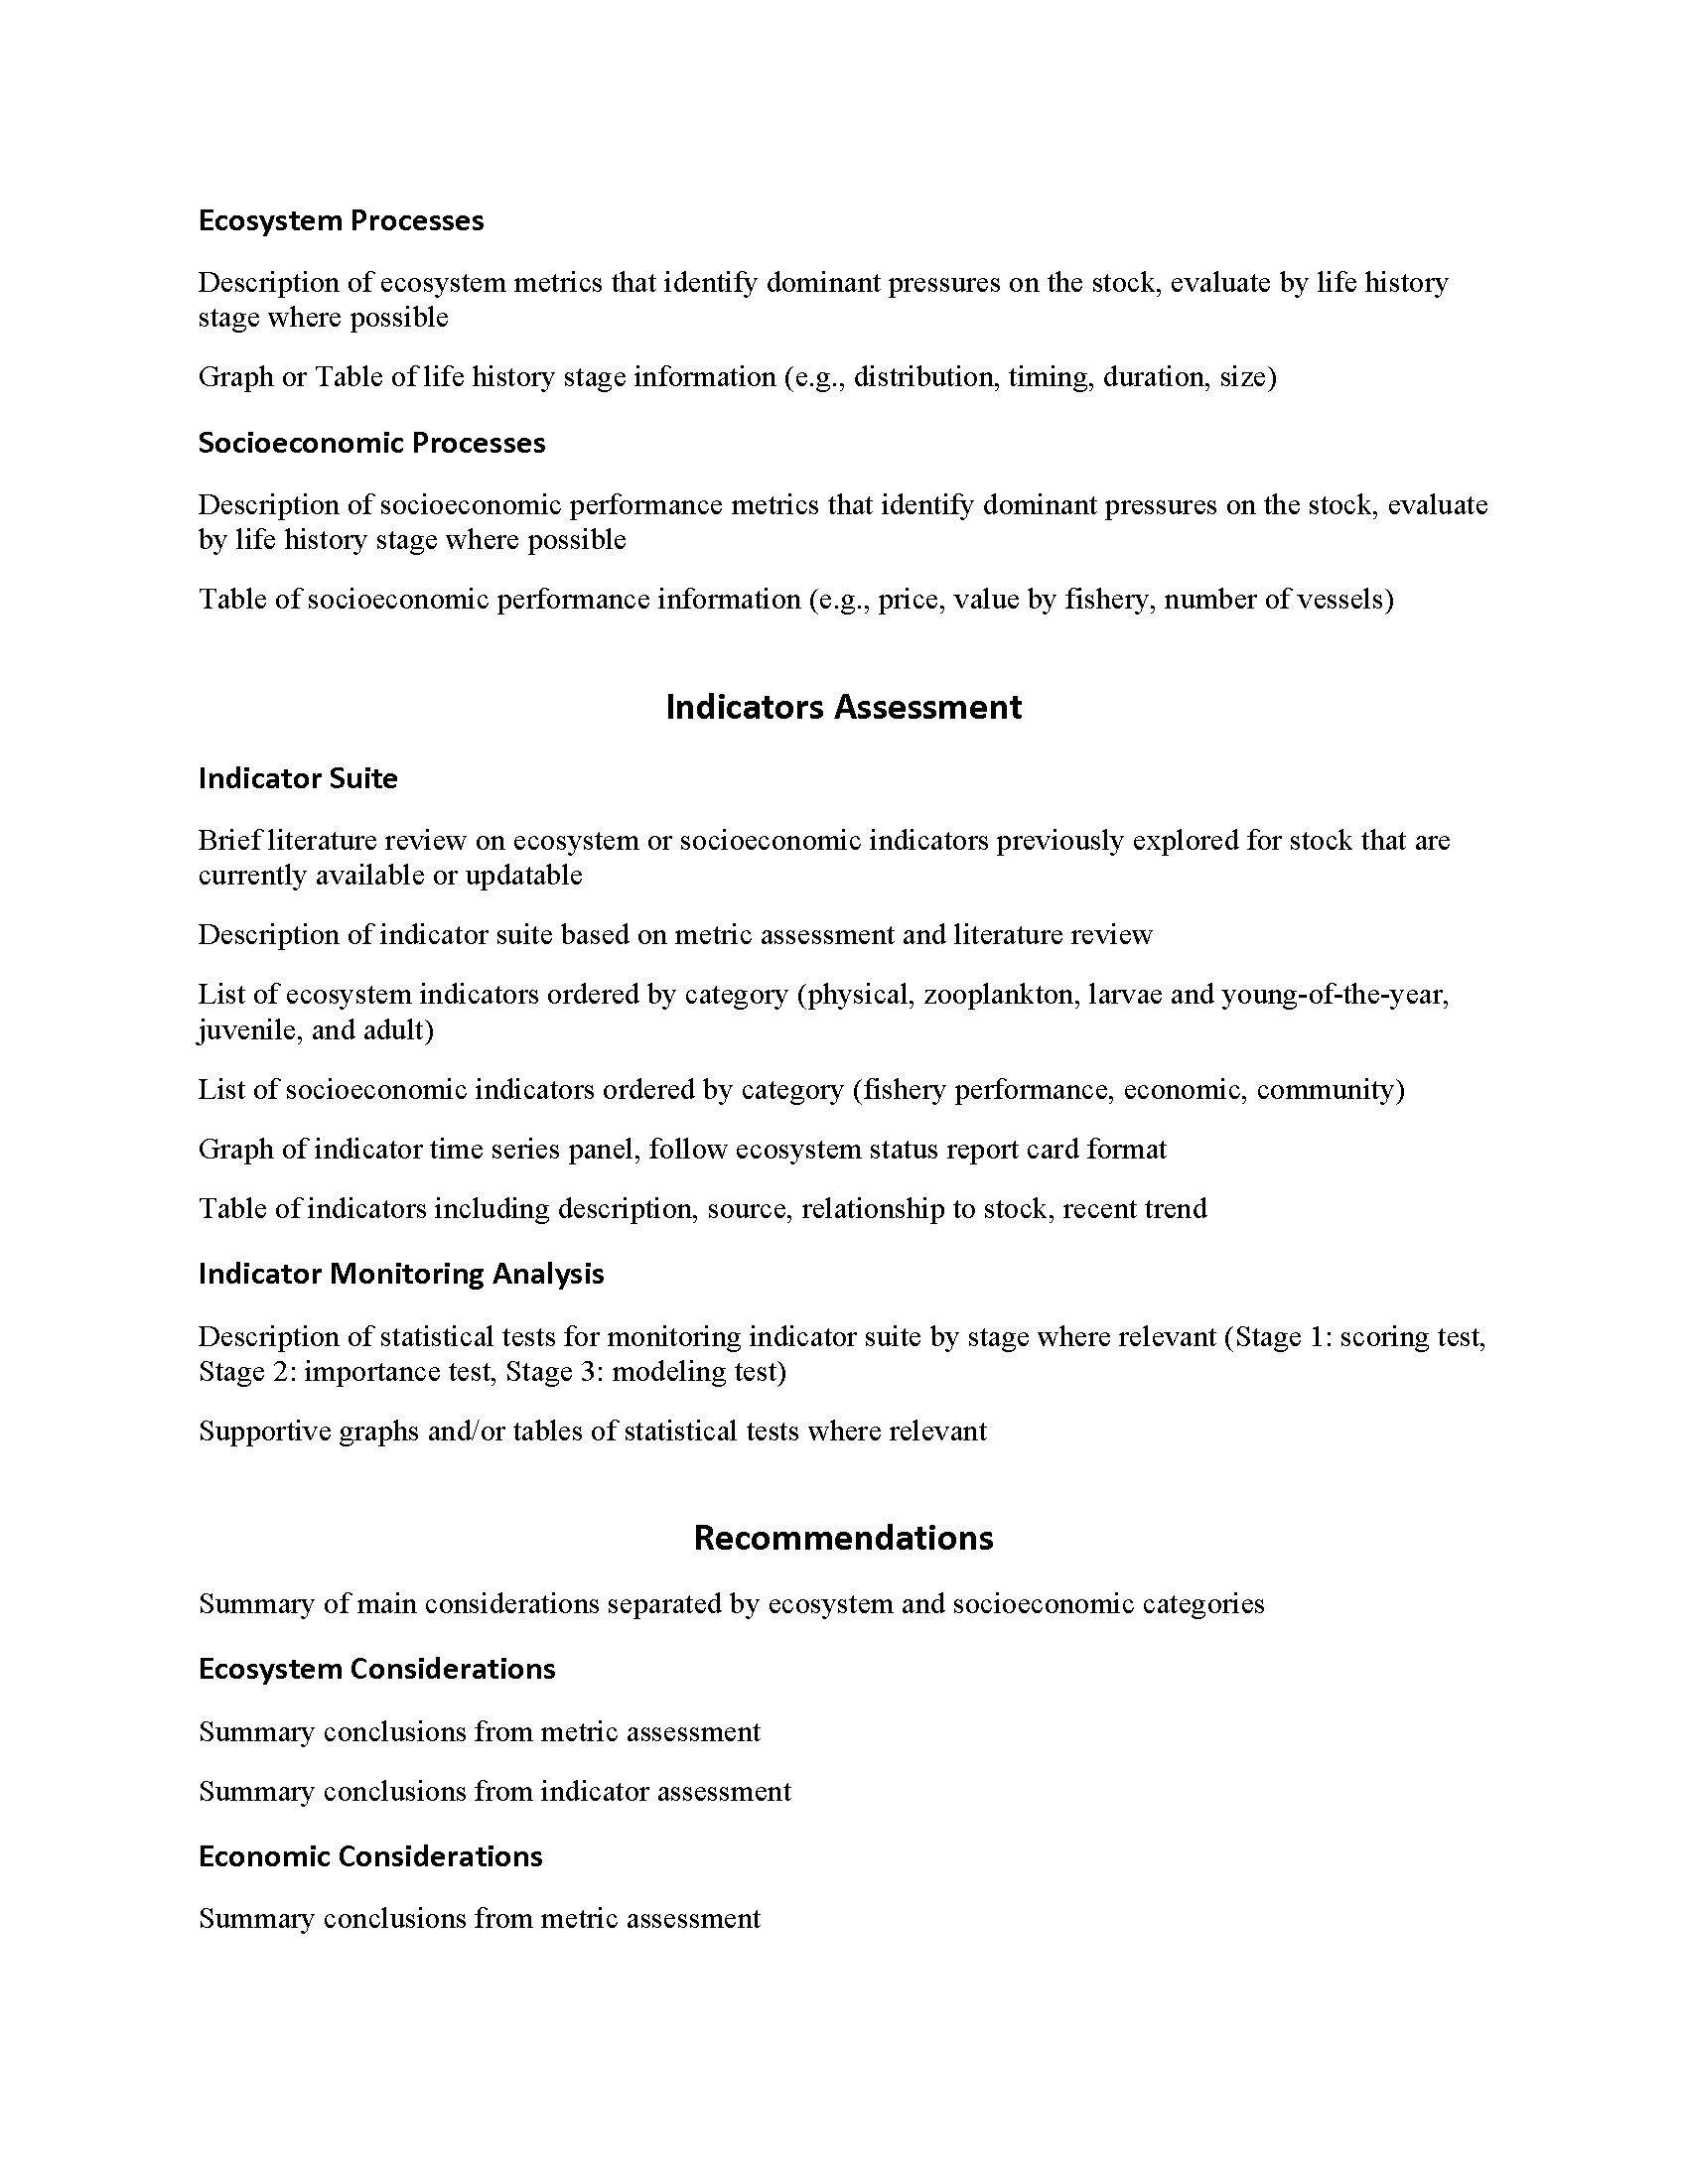 Ecosystem Processes
Description of ecosystem metrics that identify dominant pressures on the stock, evaluate by life history
stage where possible
Graph or Table of life history stage information (e.g., distribution, timing, duration, size)
Socioeconomic Processes
Description of socioeconomic performance metrics that identify dominant pressures on the stock, evaluate
by life history stage where possible
Table of socioeconomic performance information (e.g., price, value by fishery, number of vessels)
Indicators Assessment
Indicator Suite
Brief literature review on ecosystem or socioeconomic indicators previously explored for stock that are
currently available or updatable
Description of indicator suite based on metric assessment and literature review
List of ecosystem indicators ordered by category (physical, zooplankton, larvae and young-of-the-year,
juvenile, and adult)
List of socioeconomic indicators ordered by category (fishery performance, economic, community)
Graph of indicator time series panel, follow ecosystem status report card format
Table of indicators including description, source, relationship to stock, recent trend
Indicator Monitoring Analysis
Description of statistical tests for monitoring indicator suite by stage where relevant (Stage 1: scoring test,
Stage 2: importance test, Stage 3: modeling test)
Supportive graphs and/or tables of statistical tests where relevant
Recommendations
Summary of main considerations separated by ecosystem and socioeconomic categories
Ecosystem Considerations
Summary conclusions from metric assessment
Summary conclusions from indicator assessment
Economic Considerations
Summary conclusions from metric assessment